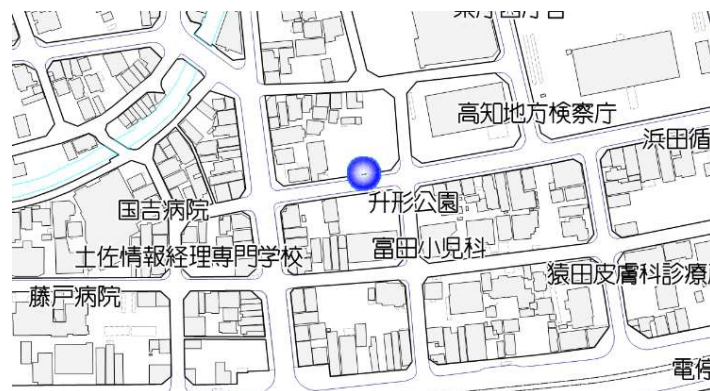 高知地方検察庁
浜田循
升形公園
国吉病院
冨田小児科
土佐情報経理専門学校
猿田皮膚科診療
藤戸病院
電停